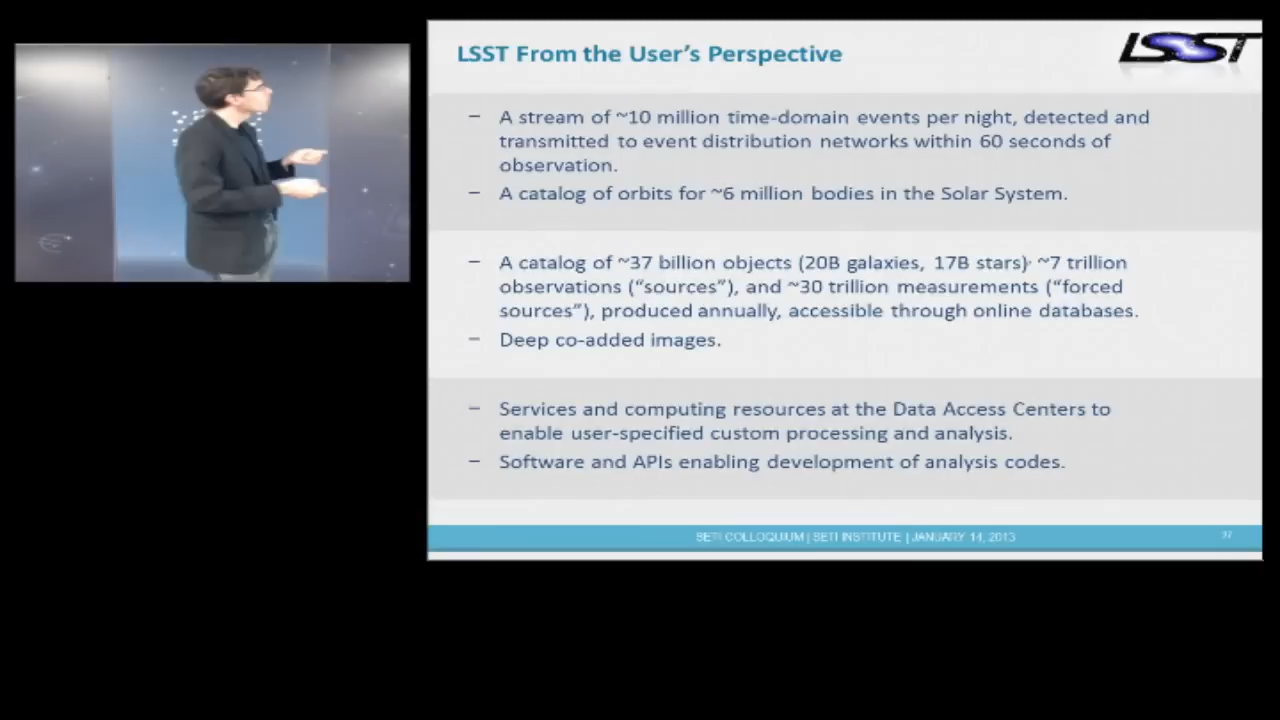 LSST From the User's Perspective
LSST
– A stream of ~10 million time-domain events per night, detected and
transmitted to event distribution networks within 60 seconds of
observation.
– A catalog of orbits for ~6 million bodies in the Solar System.
– A catalog of ~37 billion objects (20B galaxies, 17B stars), ~7 trillion
observations ("sources"), and ~30 trillion measurements ("forced
sources"), produced annually, accessible through online databases.
– Deep co-added images.
– Services and computing resources at the Data Access Centers to
enable user-specified custom processing and analysis.
– Software and APIs enabling development of analysis codes.
SETI COLLOQUIUM | SETI INSTITUTE | JANUARY 14, 2013
37